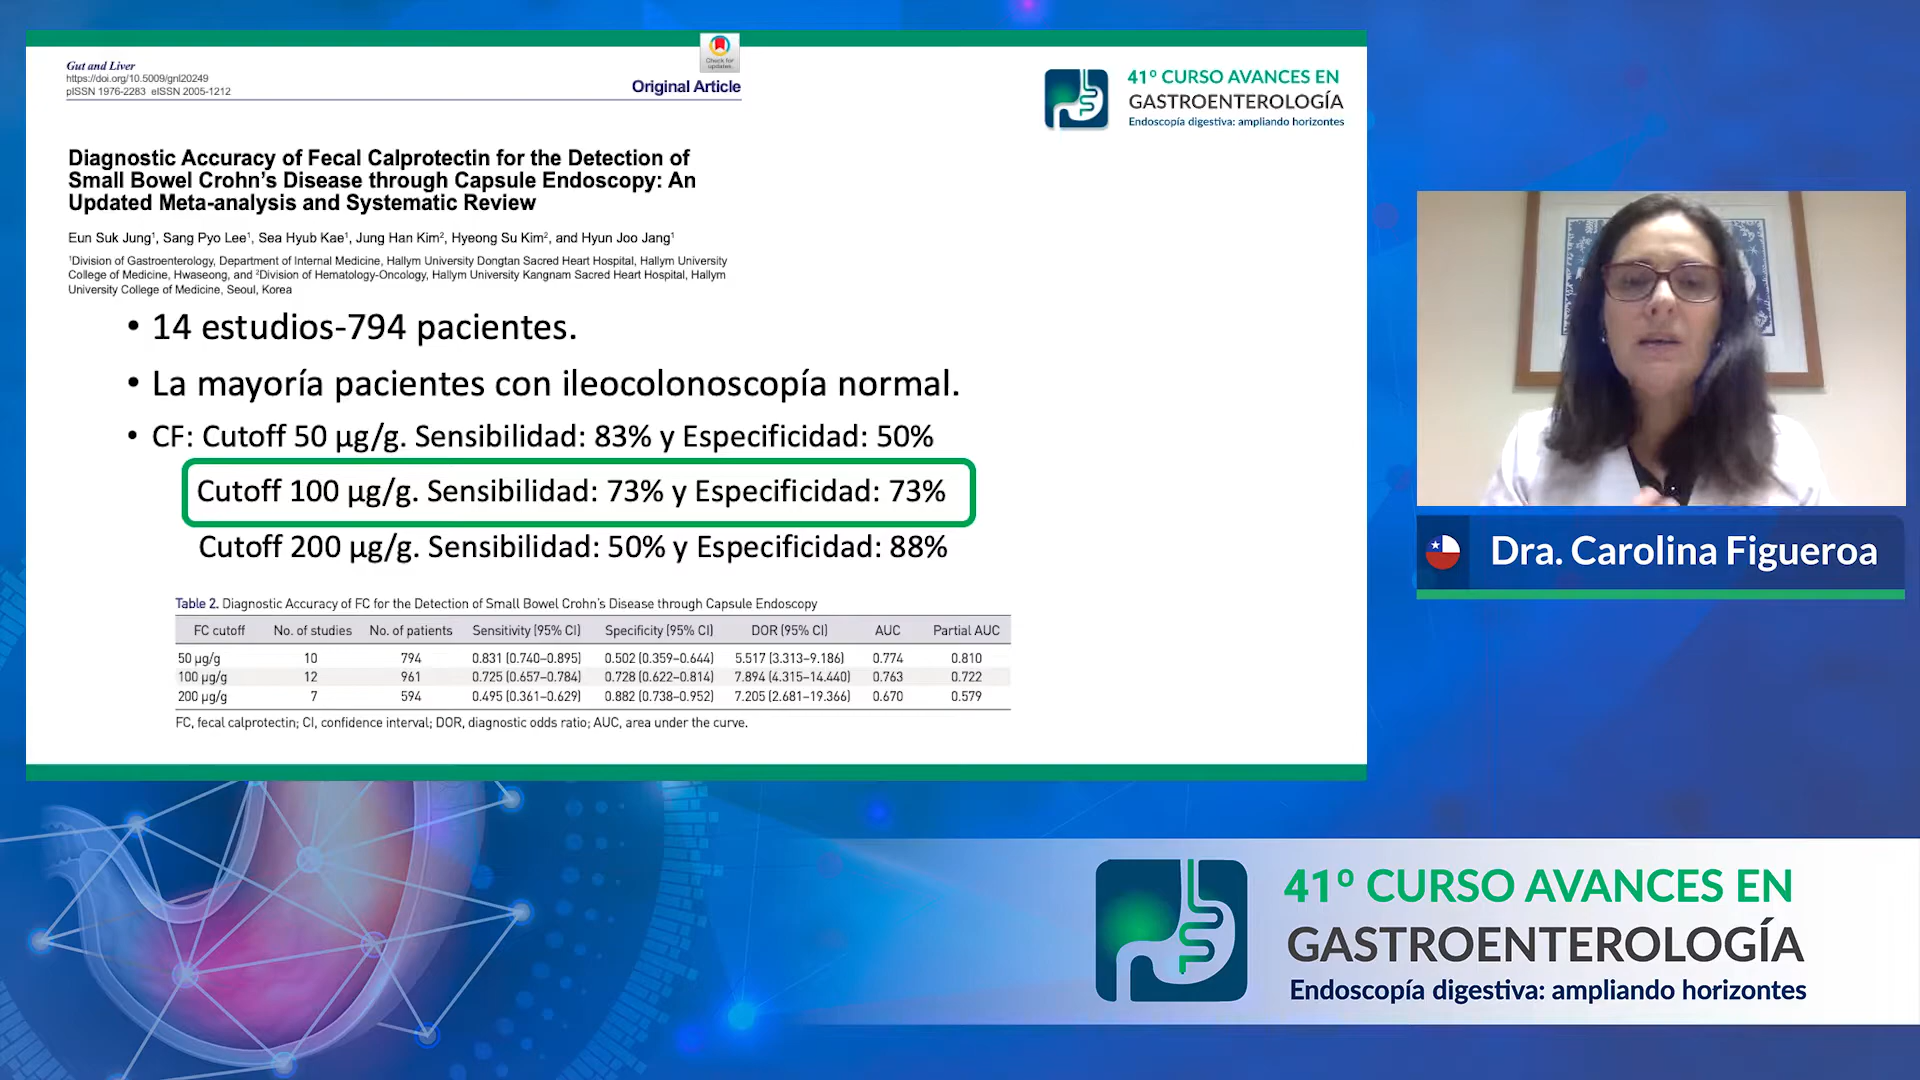 Gut and Liver
https://doi.org/10.5009/gnl20249
pISSN 1976-2283 eISSN 2005-1212
Check for
updates
Original Article
41º CURSO AVANCES EN
GASTROENTEROLOGÍA
Endoscopía digestiva: ampliando horizontes
Diagnostic Accuracy of Fecal Calprotectin for the Detection of
Small Bowel Crohn's Disease through Capsule Endoscopy: An
Updated Meta-analysis and Systematic Review
Eun Suk Jung¹, Sang Pyo Lee¹, Sea Hyub Kae¹, Jung Han Kim², Hyeong Su Kim², and Hyun Joo Jang¹
¹Division of Gastroenterology, Department of Internal Medicine, Hallym University Dongtan Sacred Heart Hospital, Hallym University
College of Medicine, Hwaseong, and ²Division of Hematology-Oncology, Hallym University Kangnam Sacred Heart Hospital, Hallym
University College of Medicine, Seoul, Korea
• 14 estudios-794 pacientes.
• La mayoría pacientes con ileocolonoscopía normal.
• CF: Cutoff 50 µg/g. Sensibilidad: 83% y Especificidad: 50%
Cutoff 100 µg/g. Sensibilidad: 73% y Especificidad: 73%
Cutoff 200 µg/g. Sensibilidad: 50% y Especificidad: 88%
Table 2. Diagnostic Accuracy of FC for the Detection of Small Bowel Crohn's Disease through Capsule Endoscopy
FC cutoff No. of studies No. of patients Sensitivity (95% CI) Specificity (95% CI) DOR (95% CI) AUC Partial AUC
50 µg/g 10 794 0.831 (0.740–0.895) 0.502 (0.359–0.644) 5.517 (3.313–9.186) 0.774 0.810
100 µg/g 12 961 0.725 (0.657–0.784) 0.728 (0.622–0.814) 7.894 (4.315–14.440) 0.763 0.722
200 µg/g 7 594 0.495 (0.361–0.629) 0.882 (0.738–0.952) 7.205 (2.681–19.366) 0.670 0.579
FC, fecal calprotectin; CI, confidence interval; DOR, diagnostic odds ratio; AUC, area under the curve.
Dra. Carolina Figueroa
41º CURSO AVANCES EN
GASTROENTEROLOGÍA
Endoscopía digestiva: ampliando horizontes